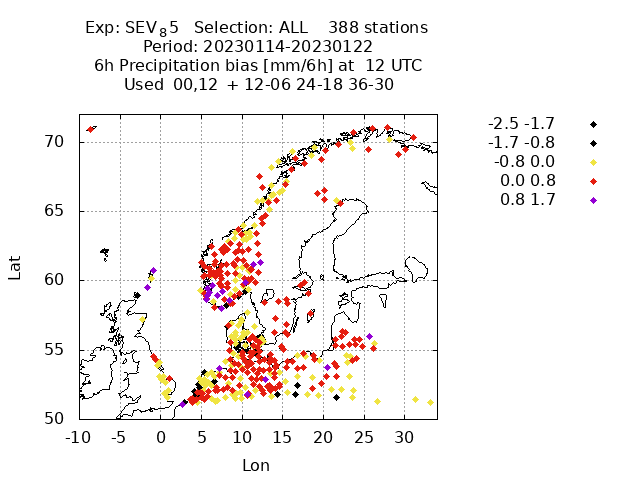 Exp: SEV₈5   Selection: ALL    388 stations
Period: 20230114-20230122
6h Precipitation bias [mm/6h] at  12 UTC
Used  00,12  + 12-06 24-18 36-30
-2.5 -1.7
-1.7 -0.8
-0.8 0.0
0.0 0.8
0.8 1.7
Lat
70
65
60
55
50
-10 -5 0 5 10 15 20 25 30
Lon